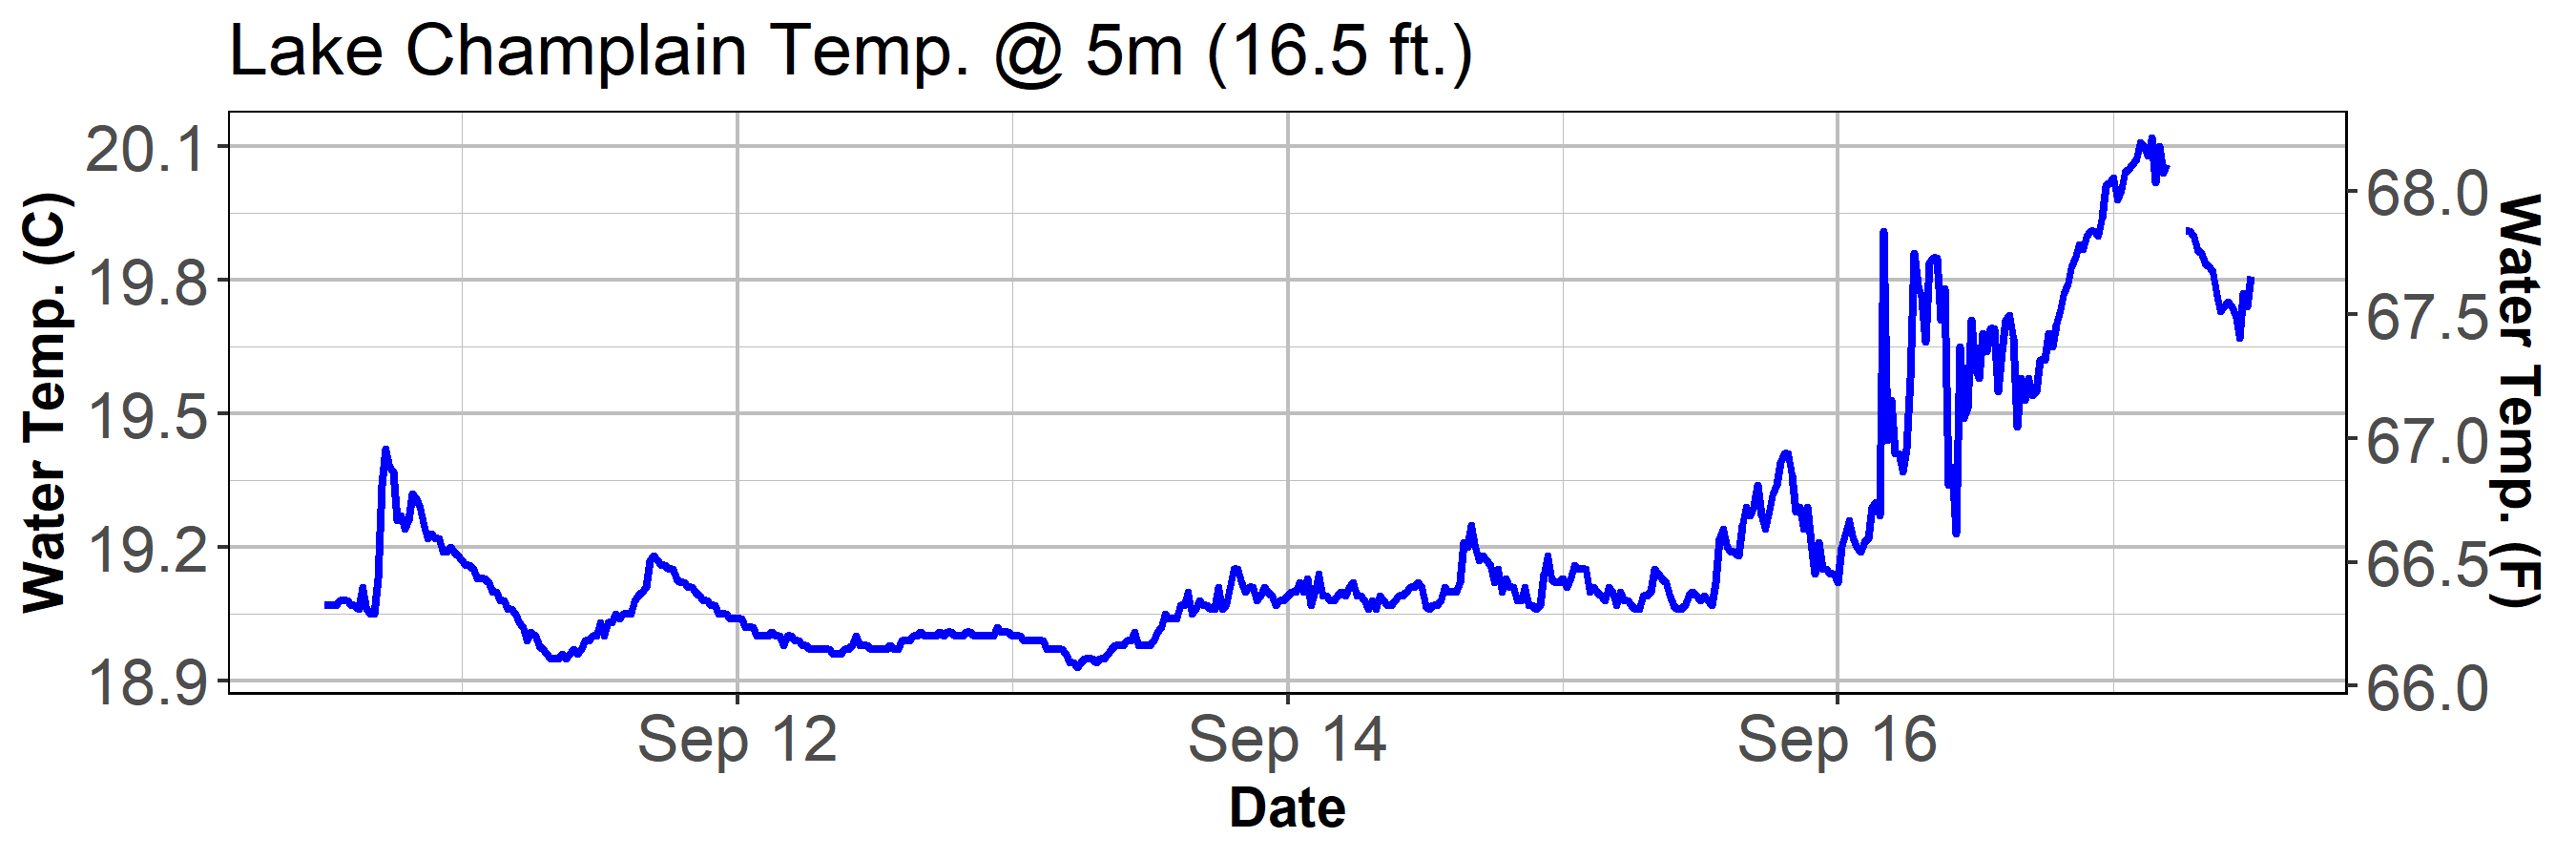 Lake Champlain Temp. @ 5m (16.5 ft.)
Water Temp. (C)
20.1
19.8
19.5
19.2
18.9
68.0
67.5
67.0
66.5
66.0
Water Temp. (F)
Sep 12
Sep 14
Sep 16
Date